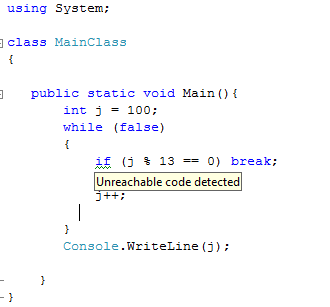 using System;
class MainClass
{
public static void Main(){
int j = 100;
while (false)
{
if (j % 13 == 0) break;
Unreachable code detected
j++;
}
Console.WriteLine(j);
}
}